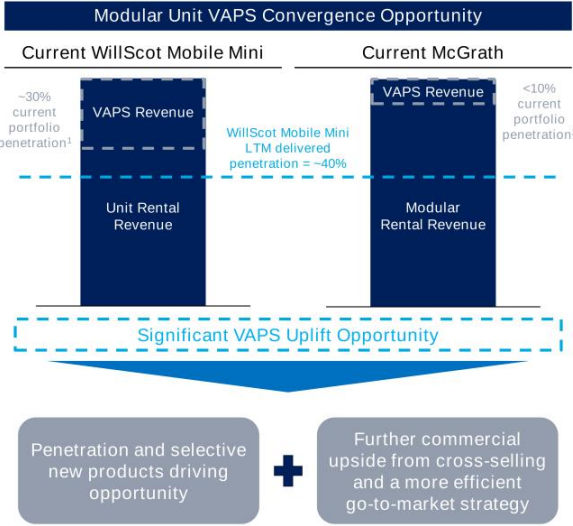 Modular Unit VAPS Convergence Opportunity
Current WillScot Mobile Mini
Current McGrath
~30%
current
portfolio
penetration¹
VAPS Revenue
WillScot Mobile Mini
LTM delivered
penetration = ~40%
VAPS Revenue
<10%
current
portfolio
penetration
Unit Rental
Revenue
Modular
Rental Revenue
Significant VAPS Uplift Opportunity
Penetration and selective
new products driving
opportunity
Further commercial
upside from cross-selling
and a more efficient
go-to-market strategy